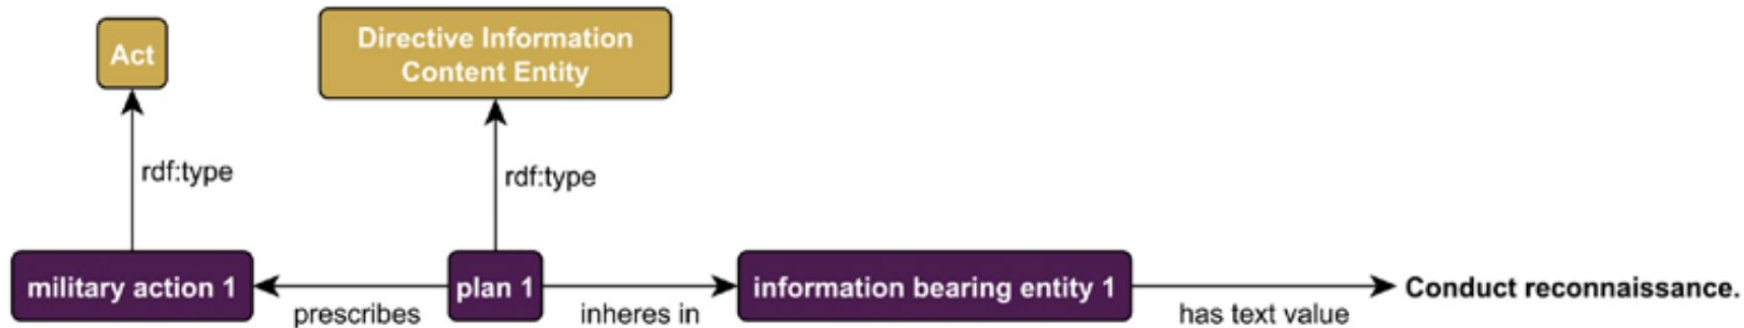 Act
Directive Information
Content Entity
rdf:type
rdf:type
military action 1
prescribes
plan 1
inheres in
information bearing entity 1
has text value
Conduct reconnaissance.